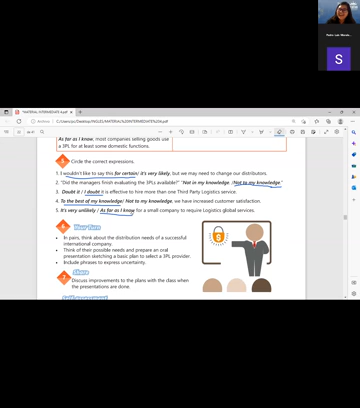 S
MATERIAL INTERMEDIATE
Archivo
C:/Users/
As far as I know, most companies selling goods use
a 3PL for at least some domestic functions.
Circle the correct expressions.
1. I wouldn't like to say this for certain/ it's very likely, but we may need to change our distributors.
2. "Did the managers finish evaluating the 5PLs available?" "Not in my knowledge. /Not to my knowledge."
3. Doubt it / I doubt it is effective to hire more than one Third Party Logistics service.
4. To the best of my knowledge/ Not to my knowledge, we have increased customer satisfaction.
5. It's very unlikely / As far as I know for a small company to require Logistics global services.
6 Your Turn
• In pairs, think about the distribution needs of a successful
international company.
• Think of their possible needs and prepare an oral
presentation sketching a basic plan to select a 3PL provider.
• Include phrases to express uncertainty.
7 Share
Discuss improvements to the plans with the class when
the presentations are done.